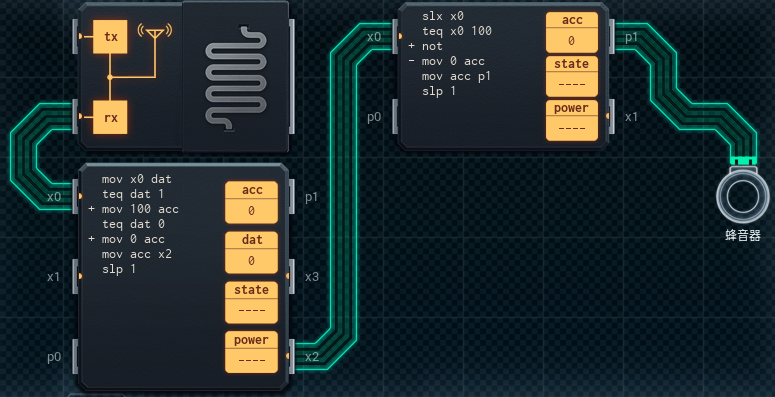 tx
rx
x0
p0
slx x0
teq x0 100
+ not
- mov 0 acc
mov acc p1
slp 1
acc
0
state
----
power
----
p1
x1
x0
x1
p0
mov x0 dat
teq dat 1
+ mov 100 acc
teq dat 0
+ mov 0 acc
mov acc x2
slp 1
acc
0
dat
0
state
----
power
----
p1
x3
x2
蜂音器